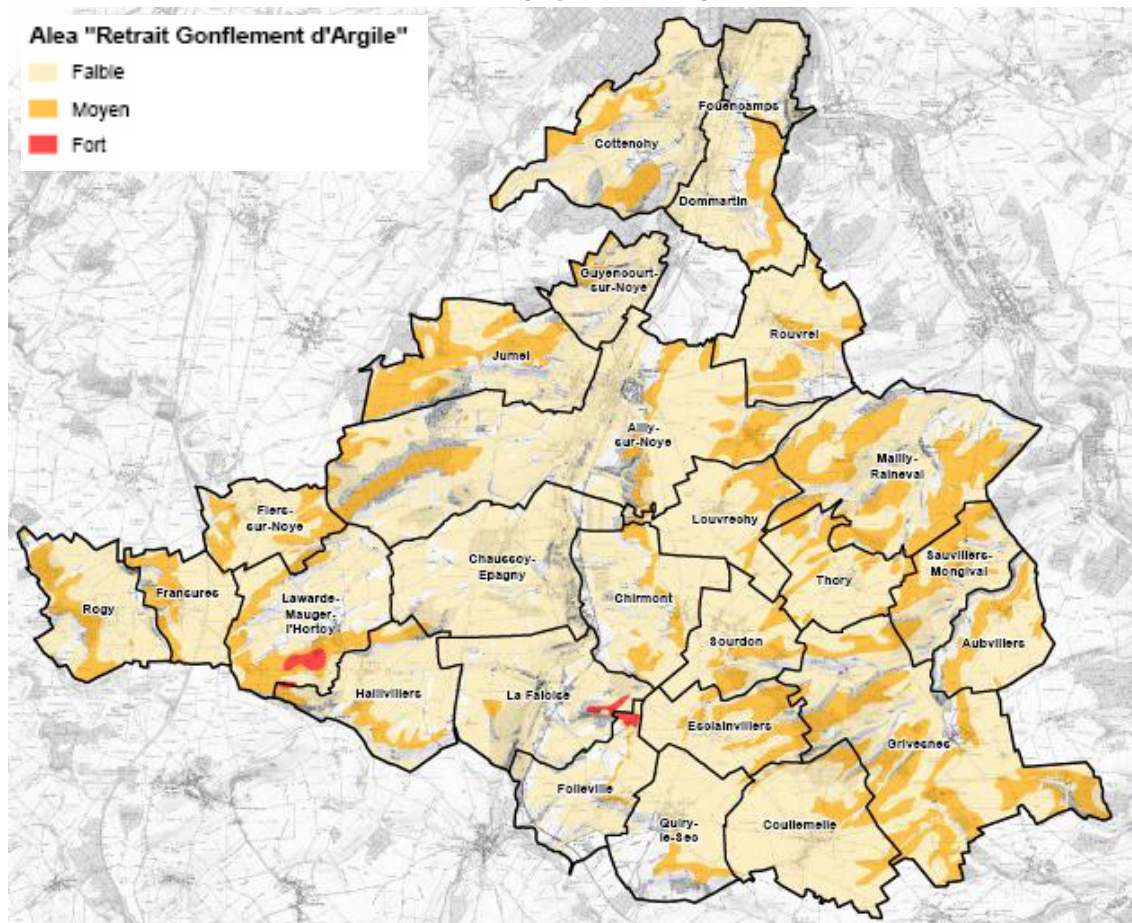 Alea "Retrait Gonflement d'Argile"
Faible
Moyen
Fort
Fouencamps
Cottenchy
Dommartin
Guyencourt-
sur-Noye
Rouvrel
Jumel
Ailly-
sur-Noye
Mailly-
Raineval
Flers-
sur-Noye
Louvrechy
Chaussoy-
Epagny
Sauvillers-
Mongival
Thory
Fransures
Rogy
Lawarde-
Mauger-
l'Hortoy
Chirmont
Sourdon
Aubvillers
Hallivillers
La Faloise
Esclainvillers
Grivesnes
Folleville
Quiry-
le-Sec
Coullemelle